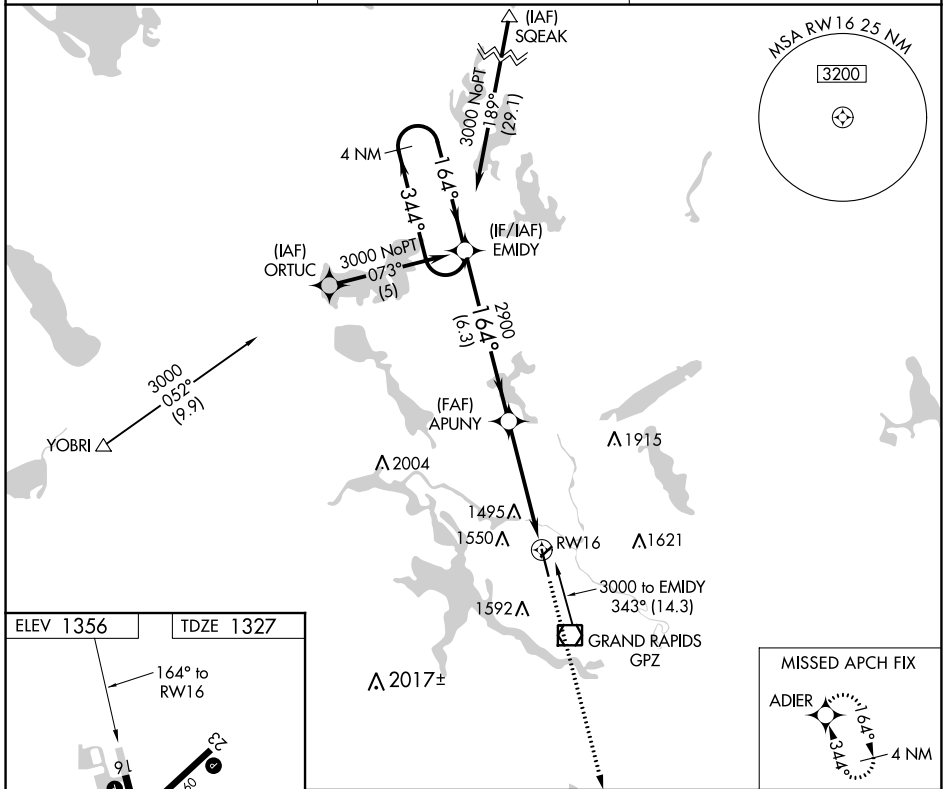 (IAF)
SQEAK
MSA RW16 25 NM
3200
3000 NoPT
189°
(29.1)
4 NM
164°
344°
(IF/IAF)
EMIDY
(IAF)
ORTUC
3000 NoPT
073°
(5)
2900
164°
(6.3)
3000
052°
(9.9)
YOBRI
(FAF)
APUNY
1915
2004
1495
1550
RW16
1621
3000 to EMIDY
343° (14.3)
1592
GRAND RAPIDS
GPZ
2017±
ELEV 1356
TDZE 1327
164° to
RW16
16
23
60
P
MISSED APCH FIX
ADIER
164°
344°
4 NM